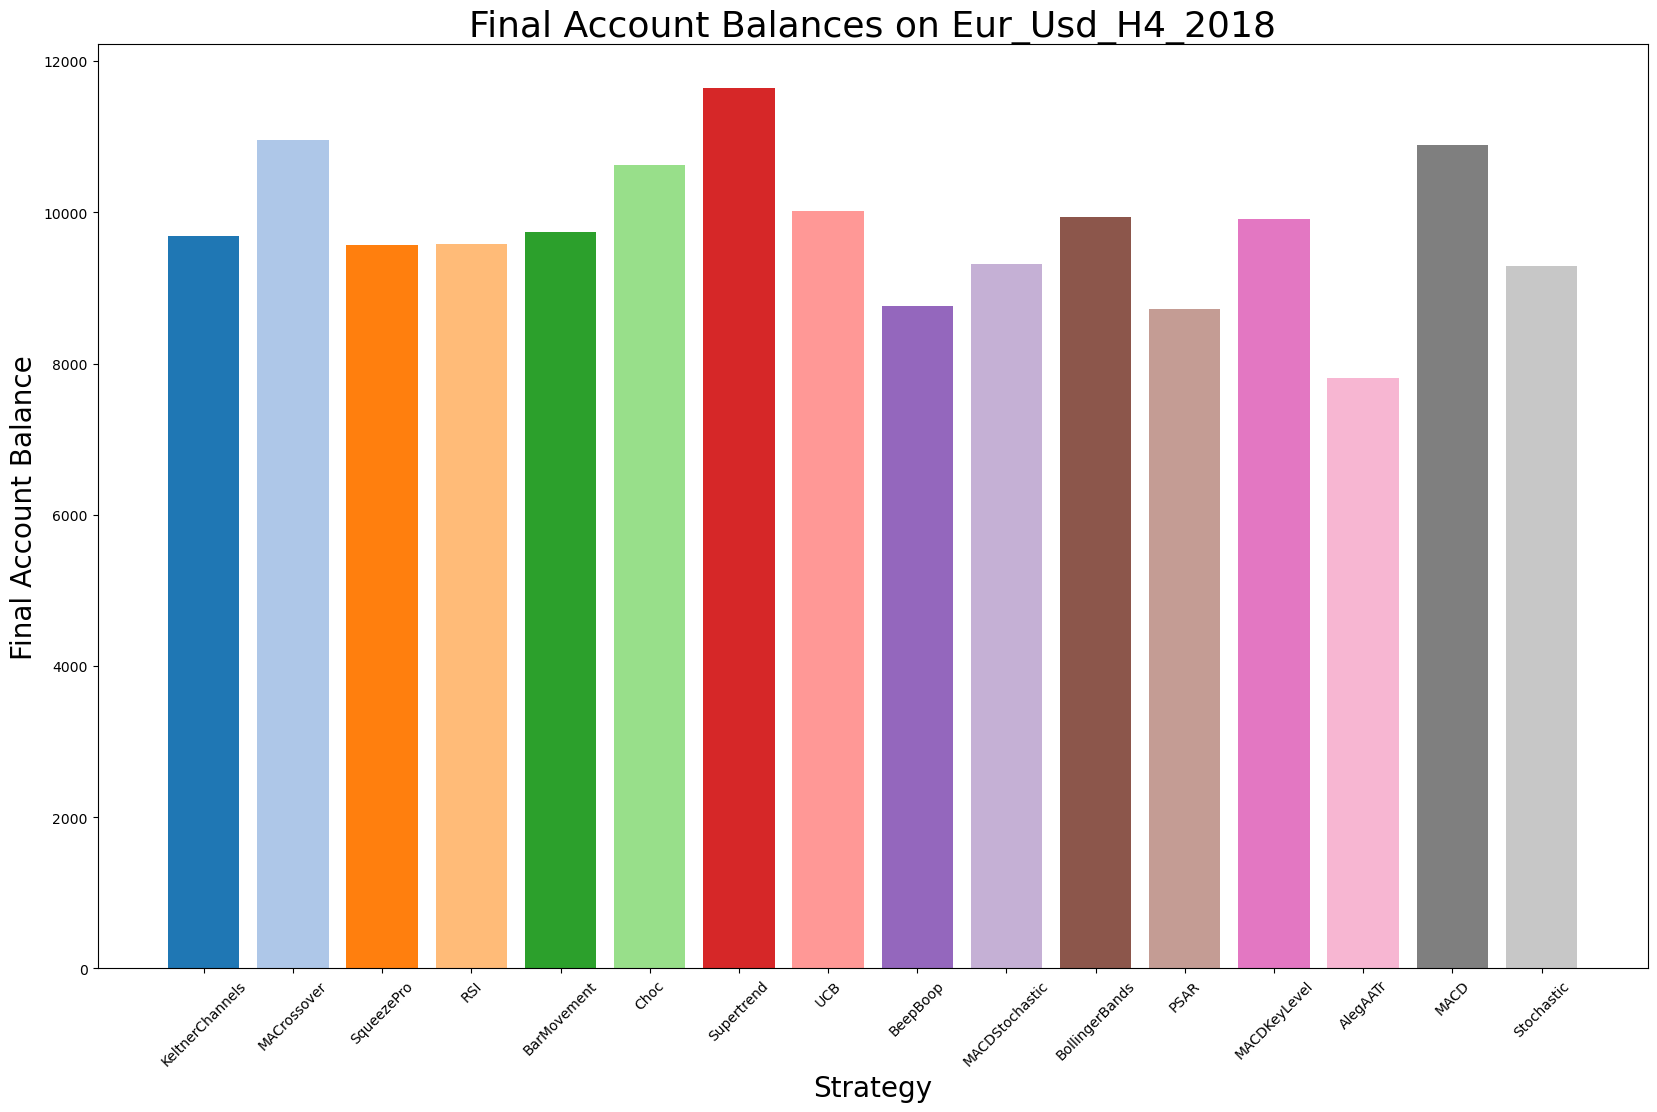 Final Account Balances on Eur_Usd_H4_2018
Final Account Balance
12000
10000
8000
6000
4000
2000
0
KeltnerChannels
MACrossover
SqueezePro
RSI
BarMovement
Choc
Supertrend
UCB
BeepBoop
MACDStochastic
BollingerBands
PSAR
MACDKeyLevel
AlegAATr
MACD
Stochastic
Strategy